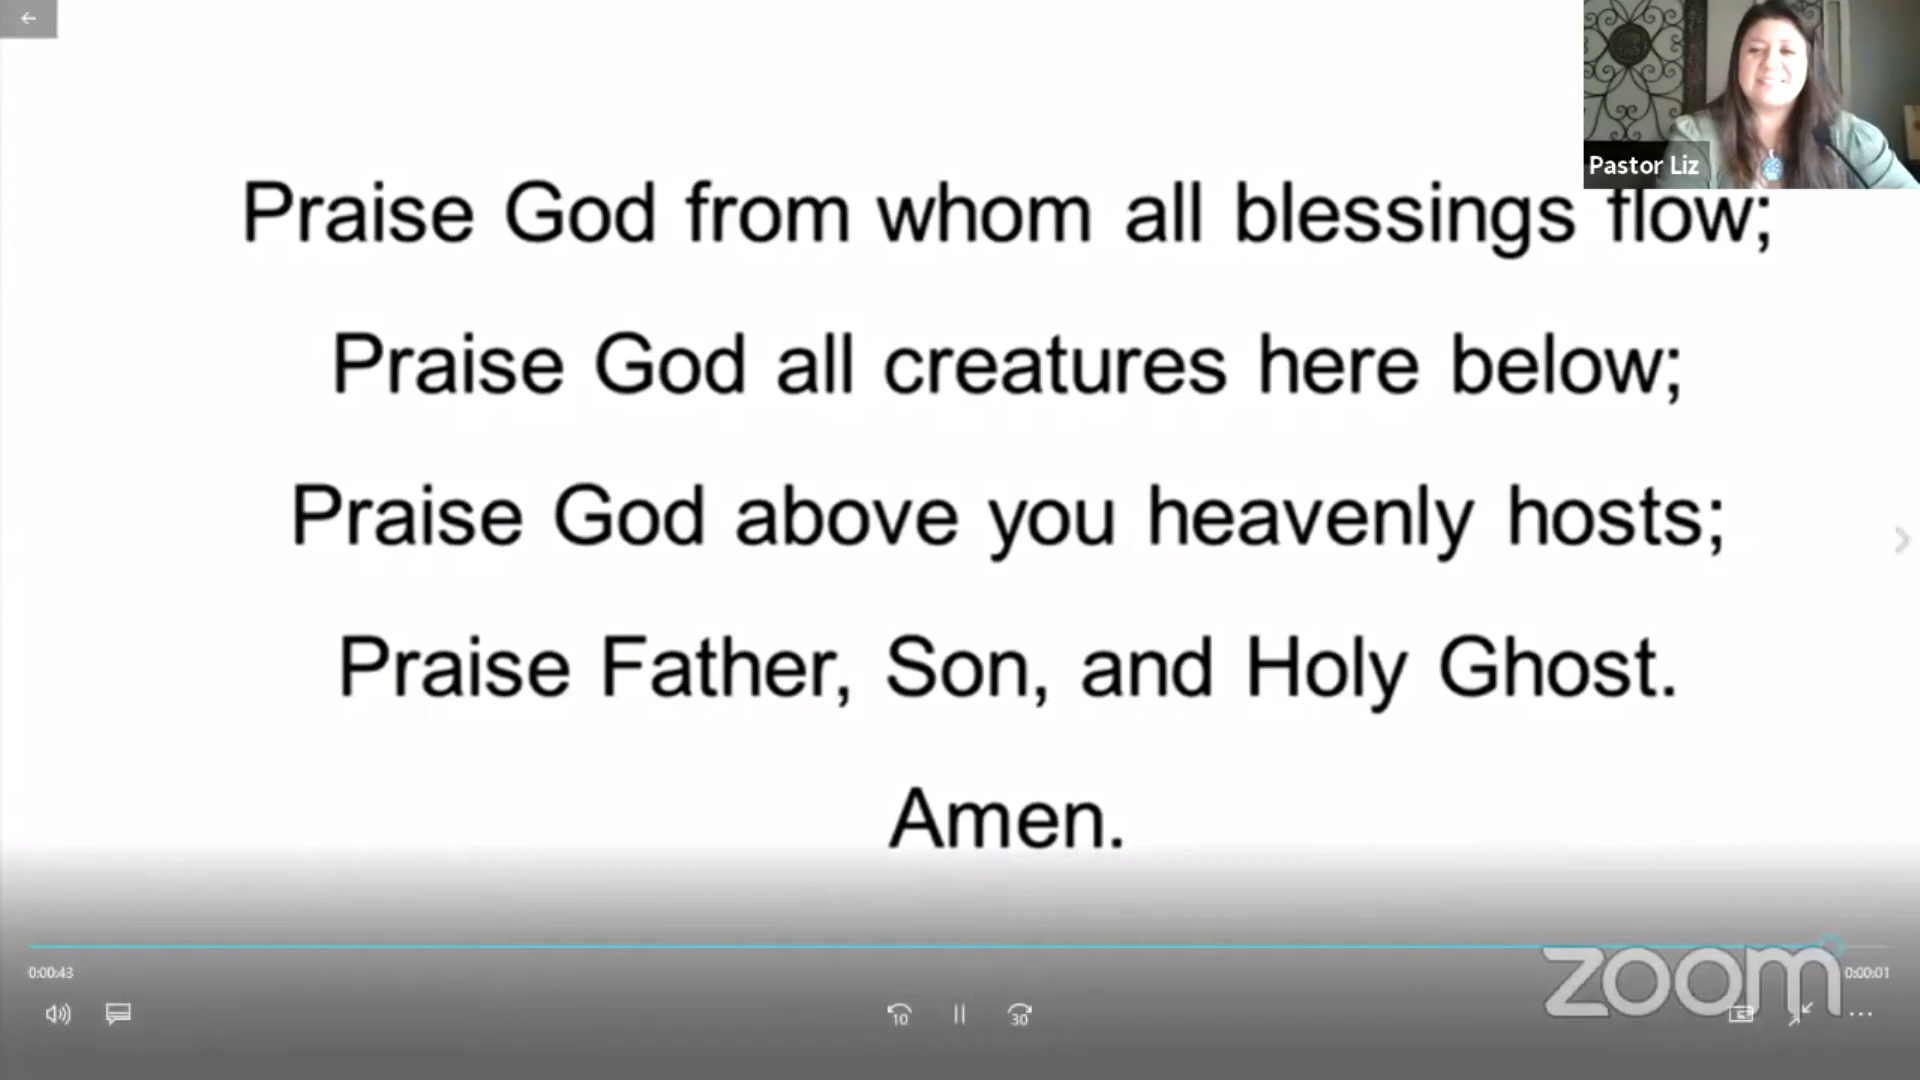 Pastor Liz
Praise God from whom all blessings flow;
Praise God all creatures here below;
Praise God above you heavenly hosts;
Praise Father, Son, and Holy Ghost.
Amen.
0:00:43
0:00:01
10
30
zoom